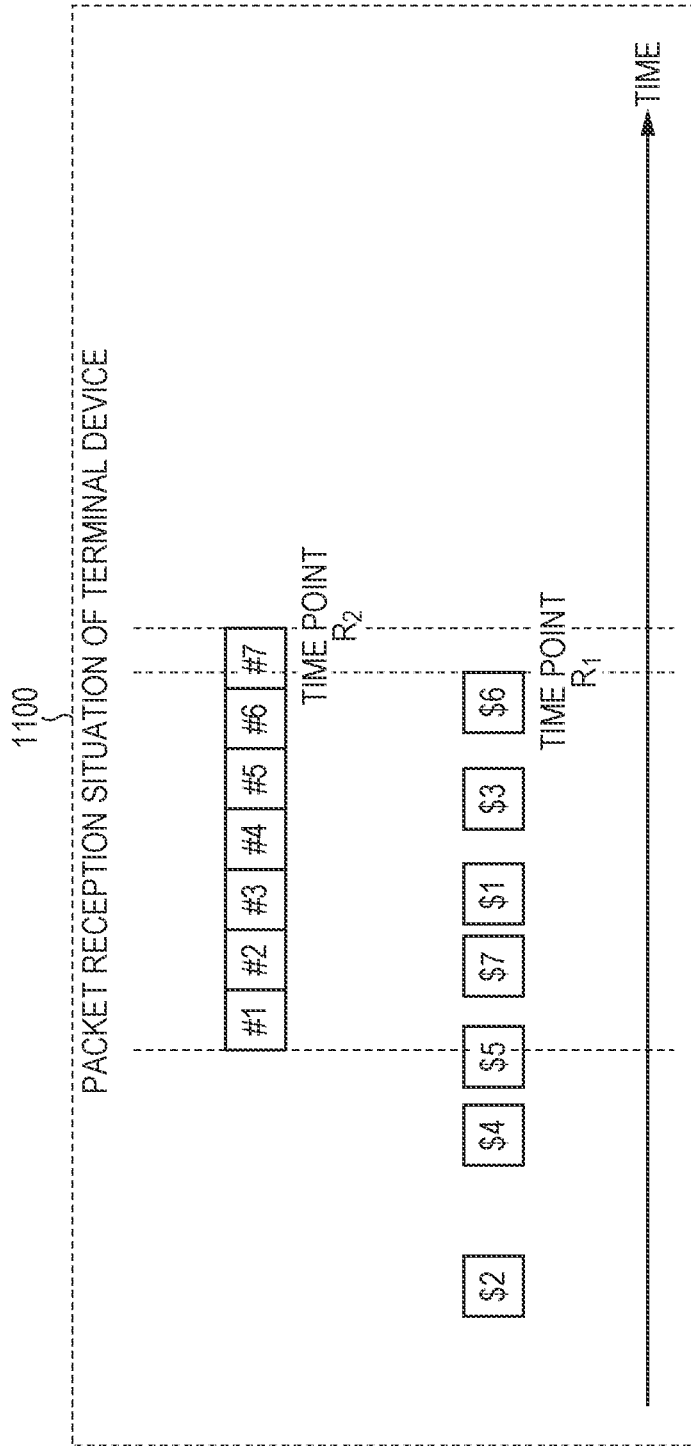 1100
PACKET RECEPTION SITUATION OF TERMINAL DEVICE
#1 #2 #3 #4 #5 #6 #7
TIME POINT
R2
$2 $4 $5 $7 $1 $3 $6
TIME POINT
R1
TIME